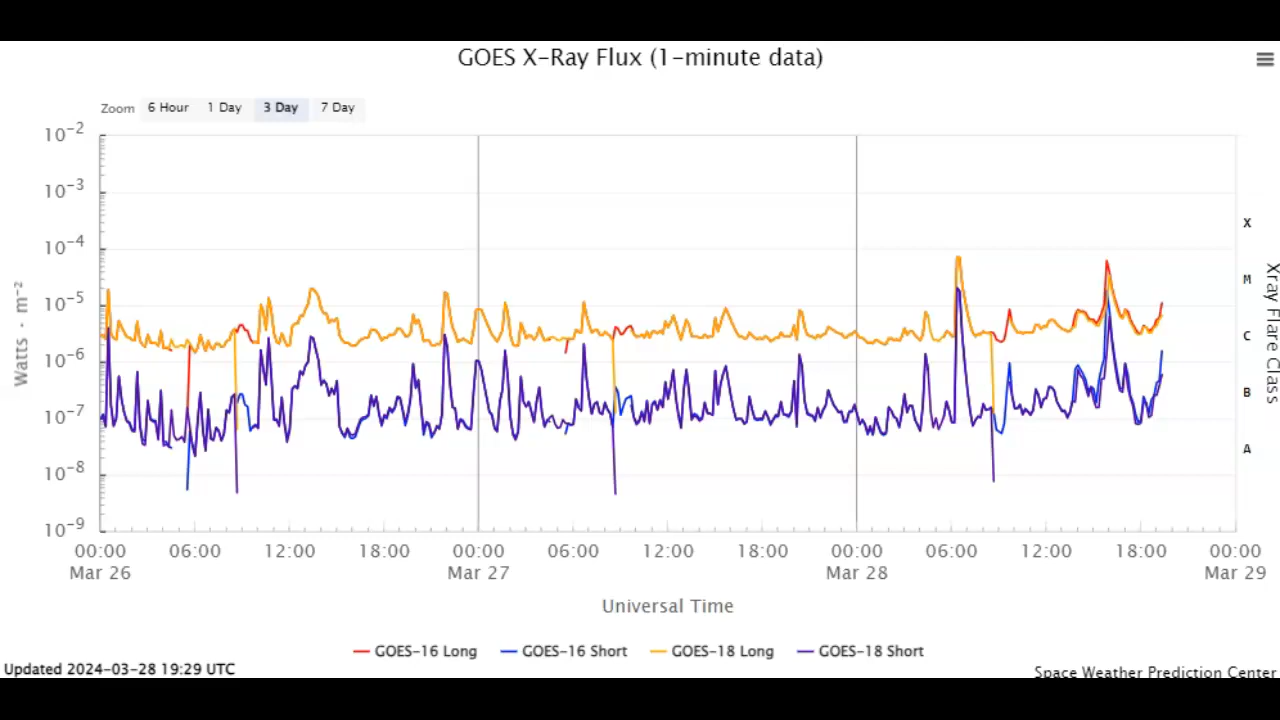 GOES X-Ray Flux (1-minute data)
Zoom 6 Hour 1 Day 3 Day 7 Day
10-2
10-3
10-4
10-5
10-6
10-7
10-8
10-9
Watts · m-2
X
M
C
B
A
Xray Flare Class
00:00 06:00 12:00 18:00 00:00 06:00 12:00 18:00 00:00 06:00 12:00 18:00 00:00
Mar 26 Mar 27 Mar 28 Mar 29
Universal Time
GOES-16 Long GOES-16 Short GOES-18 Long GOES-18 Short
Updated 2024-03-28 19:29 UTC
Space Weather Prediction Center